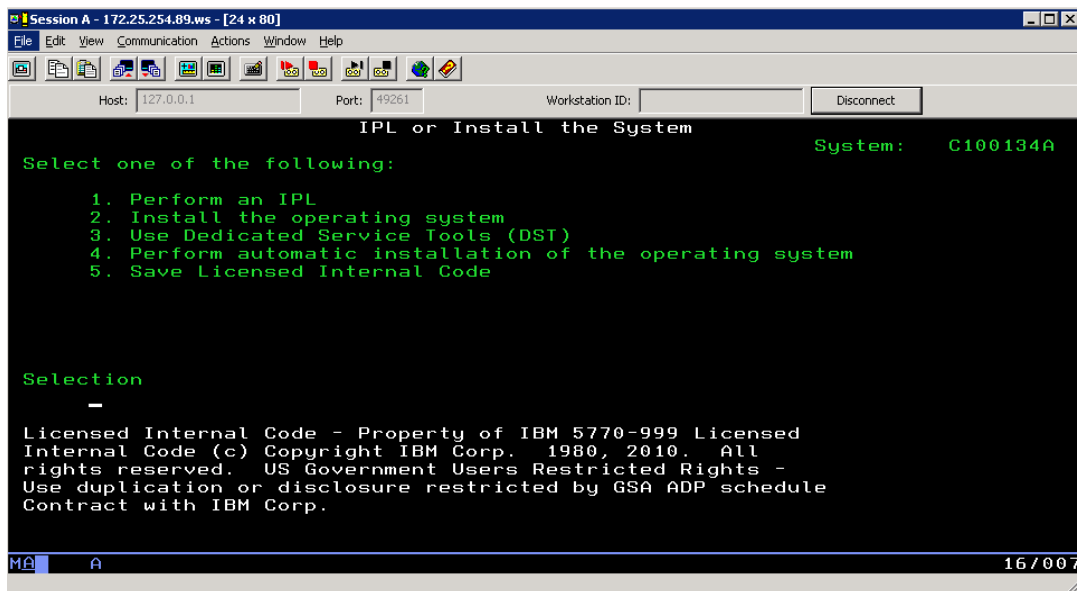 Session A - 172.25.254.89.ws - [24 x 80]
File Edit View Communication Actions Window Help
Host: 127.0.0.1 Port: 49261 Workstation ID: Disconnect
IPL or Install the System
System: C100134A
Select one of the following:
1. Perform an IPL
2. Install the operating system
3. Use Dedicated Service Tools (DST)
4. Perform automatic installation of the operating system
5. Save Licensed Internal Code
Selection
Licensed Internal Code - Property of IBM 5770-999 Licensed
Internal Code (c) Copyright IBM Corp. 1980, 2010. All
rights reserved. US Government Users Restricted Rights -
Use duplication or disclosure restricted by GSA ADP schedule
Contract with IBM Corp.
MA A 16/007